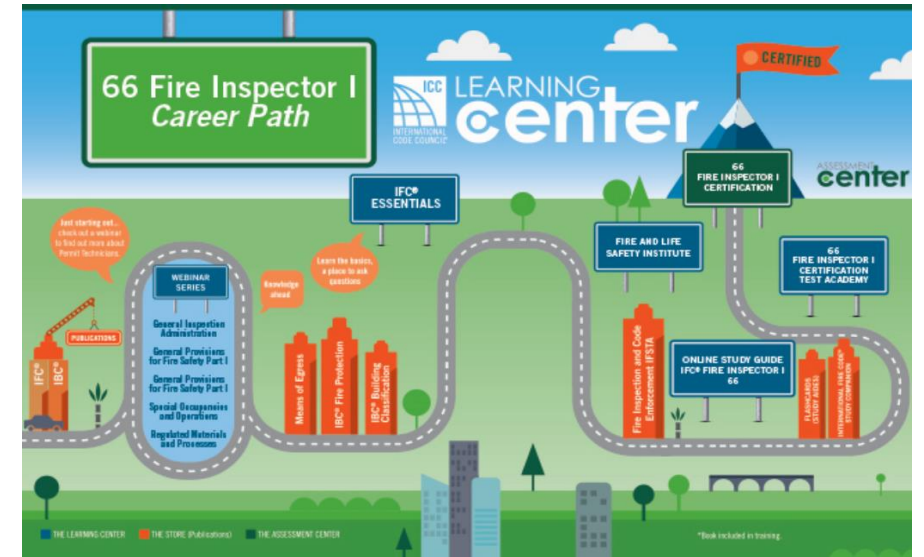 66 Fire Inspector I
Career Path
ICC
INTERNATIONAL
CODE COUNCIL®
LEARNING
center
CERTIFIED
66
FIRE INSPECTOR I
CERTIFICATION
ASSESSMENT
center
IFC®
ESSENTIALS
Just starting out...
check out a webinar
to find out more about
Permit Technicians.
Learn the basics,
a place to ask
questions
Knowledge
ahead
WEBINAR
SERIES
General Inspection
Administration
General Provisions
for Fire Safety Part I
General Provisions
for Fire Safety Part I
Special Occupancies
and Operations
Regulated Materials
and Processes
PUBLICATIONS
IFC®
IBC®
Means of Egress
IBC® Fire Protection
IBC® Building
Classification
FIRE AND LIFE
SAFETY INSTITUTE
66
FIRE INSPECTOR I
CERTIFICATION
TEST ACADEMY
Fire Inspection and Code
Enforcement IFSTA
ONLINE STUDY GUIDE
IFC® FIRE INSPECTOR I
66
FLASHCARDS
(STUDY AIDES)
INTERNATIONAL FIRE CODE®
STUDY COMPANION
THE LEARNING CENTER
THE STORE (Publications)
THE ASSESSMENT CENTER
*Book included in training.